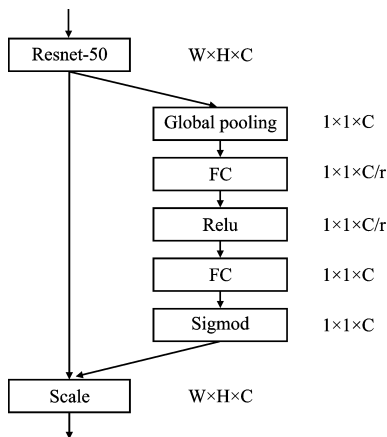 Resnet-50 W×H×C
Global pooling 1×1×C
FC 1×1×C/r
Relu 1×1×C/r
FC 1×1×C
Sigmod 1×1×C
Scale W×H×C